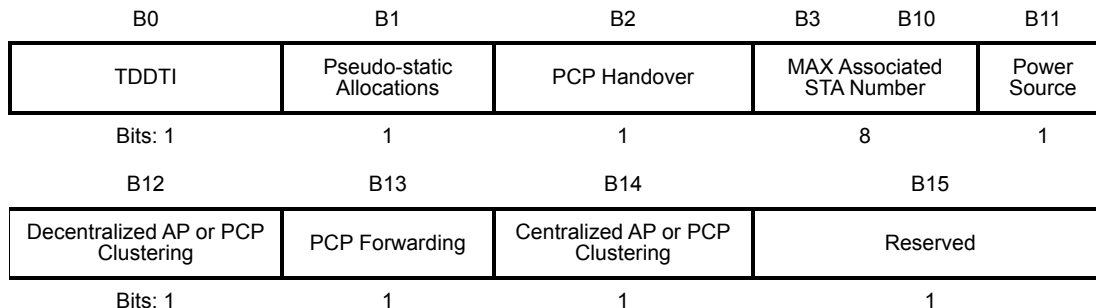 B0 B1 B2 B3 B10 B11
TDDTI Pseudo-static Allocations PCP Handover MAX Associated STA Number Power Source
Bits: 1 1 1 8 1
B12 B13 B14 B15
Decentralized AP or PCP Clustering PCP Forwarding Centralized AP or PCP Clustering Reserved
Bits: 1 1 1 1